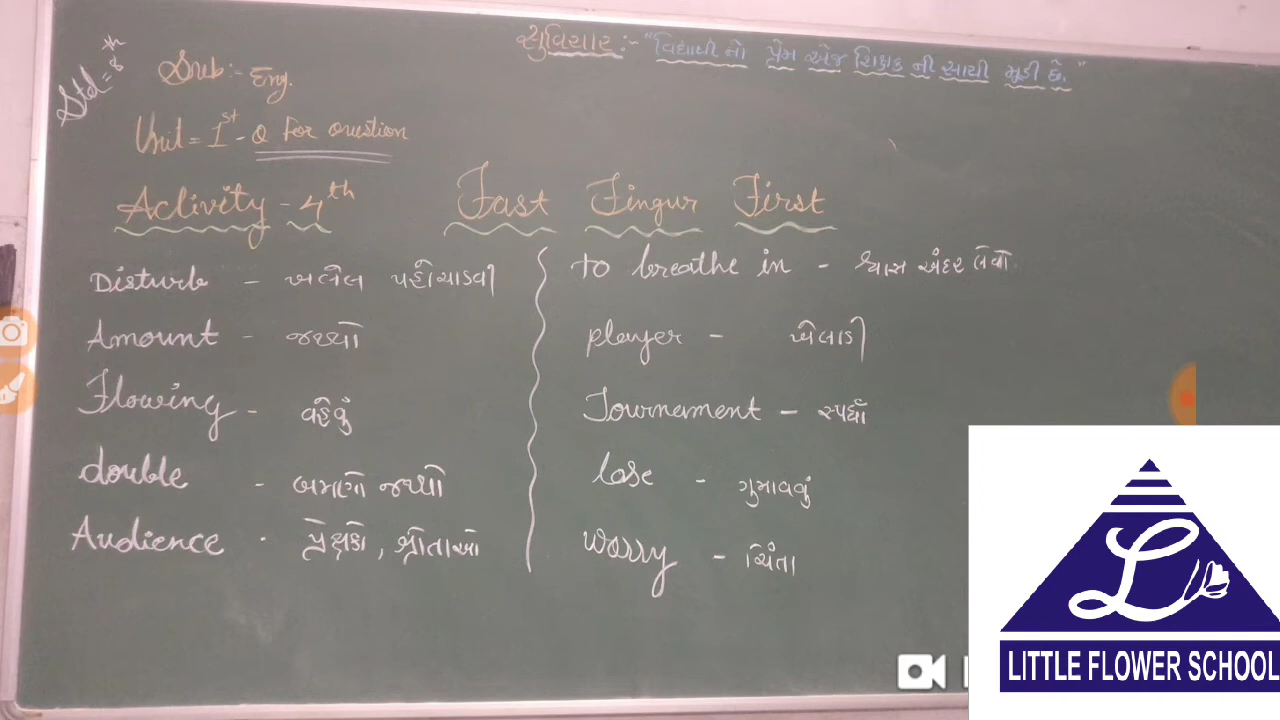 સુવિચાર:- "વિદ્યાર્થી નો પ્રેમ એજ શિક્ષક ની સાચી મૂડી છે."
Std = 8th
Sub:- Eng.
Unit = 1st - Q for question
Activity - 4th Fast Fingur First
Disturb - ખલેલ પહોંચાડવી
Amount - જથ્થો
Flowing - વહેવું
double - બમણો જથ્થો
Audience - પ્રેક્ષકો, શ્રોતાઓ
to breathe in - શ્વાસ અંદર લેવો
player - ખેલાડી
Tournement - સ્પર્ધા
lose - ગુમાવવું
worry - ચિંતા
L
LITTLE FLOWER SCHOOL